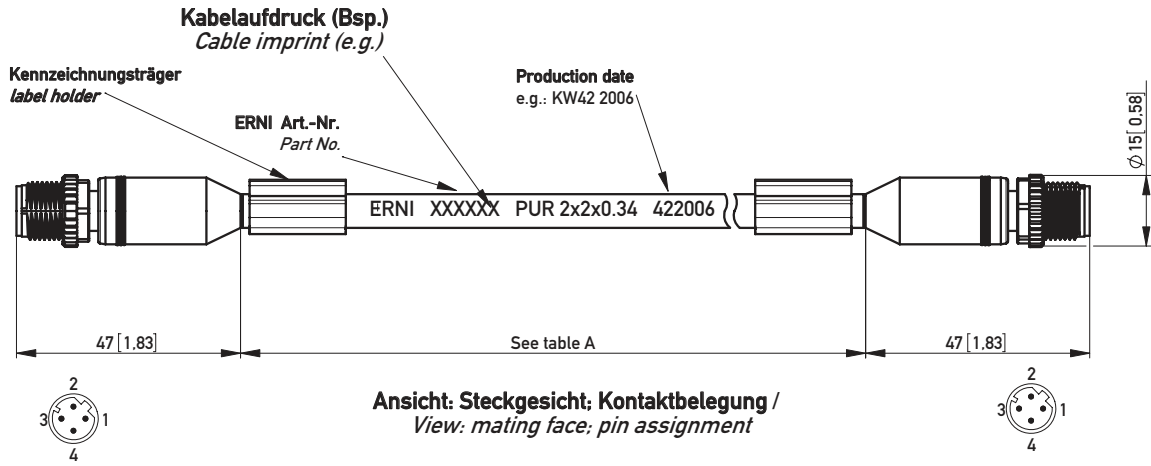 Kabelaufdruck (Bsp.)
Cable imprint (e.g.)
Kennzeichnungsträger
label holder
Production date
e.g.: KW42 2006
ERNI Art.-Nr.
Part No.
Ø 15[ 0.58]
ERNI XXXXXX PUR 2x2x0.34 422006
47 [1,83]
See table A
47 [1,83]
2
3
1
4
Ansicht: Steckgesicht; Kontaktbelegung /
View: mating face; pin assignment
2
3
1
4